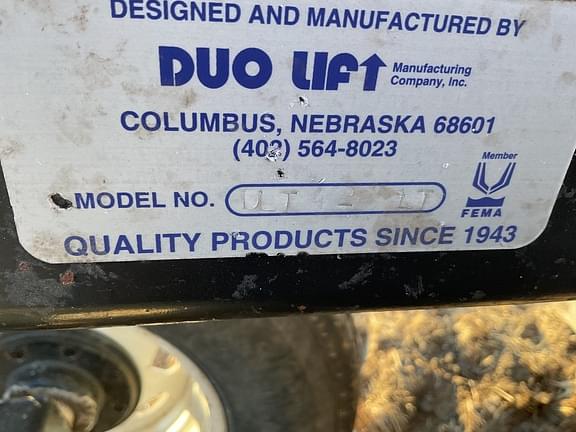 DESIGNED AND MANUFACTURED BY
DUO LIFT Manufacturing Company, Inc.
COLUMBUS, NEBRASKA 68601
(402) 564-8023
Member
MODEL NO.
FEMA
QUALITY PRODUCTS SINCE 1943